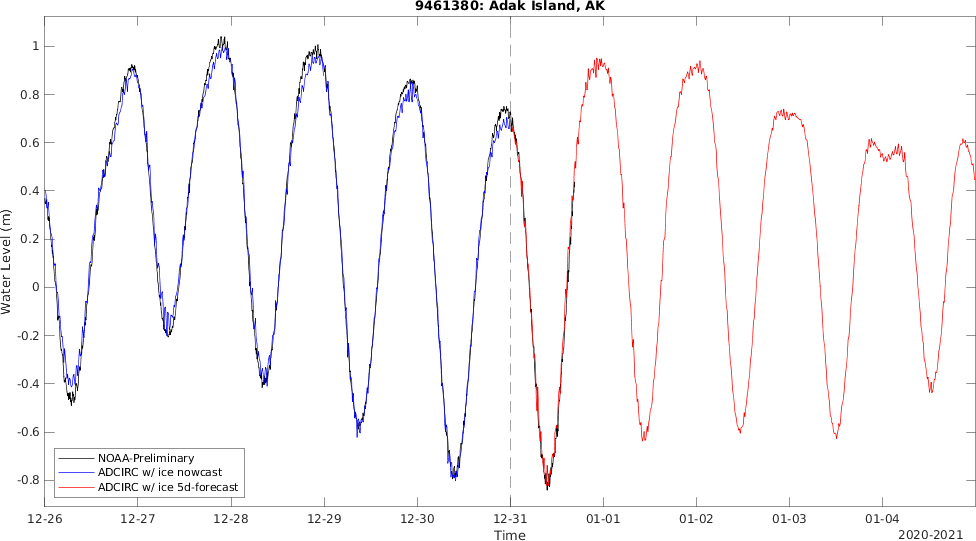 9461380: Adak Island, AK
Water Level (m)
1
0.8
0.6
0.4
0.2
0
-0.2
-0.4
-0.6
-0.8
NOAA-Preliminary
ADCIRC w/ ice nowcast
ADCIRC w/ ice 5d-forecast
12-26 12-27 12-28 12-29 12-30 12-31 01-01 01-02 01-03 01-04
Time
2020-2021